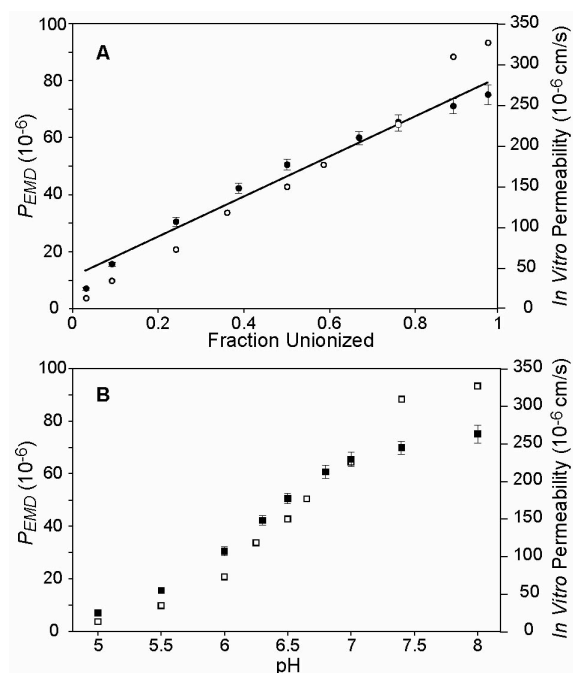 A
100
80
60
40
20
0
P_EMD (10⁻⁶)
350
300
250
200
150
100
50
0
In Vitro Permeability (10⁻⁶ cm/s)
0 0.2 0.4 0.6 0.8 1
Fraction Unionized
B
100
80
60
40
20
0
P_EMD (10⁻⁶)
350
300
250
200
150
100
50
0
In Vitro Permeability (10⁻⁶ cm/s)
5 5.5 6 6.5 7 7.5 8
pH